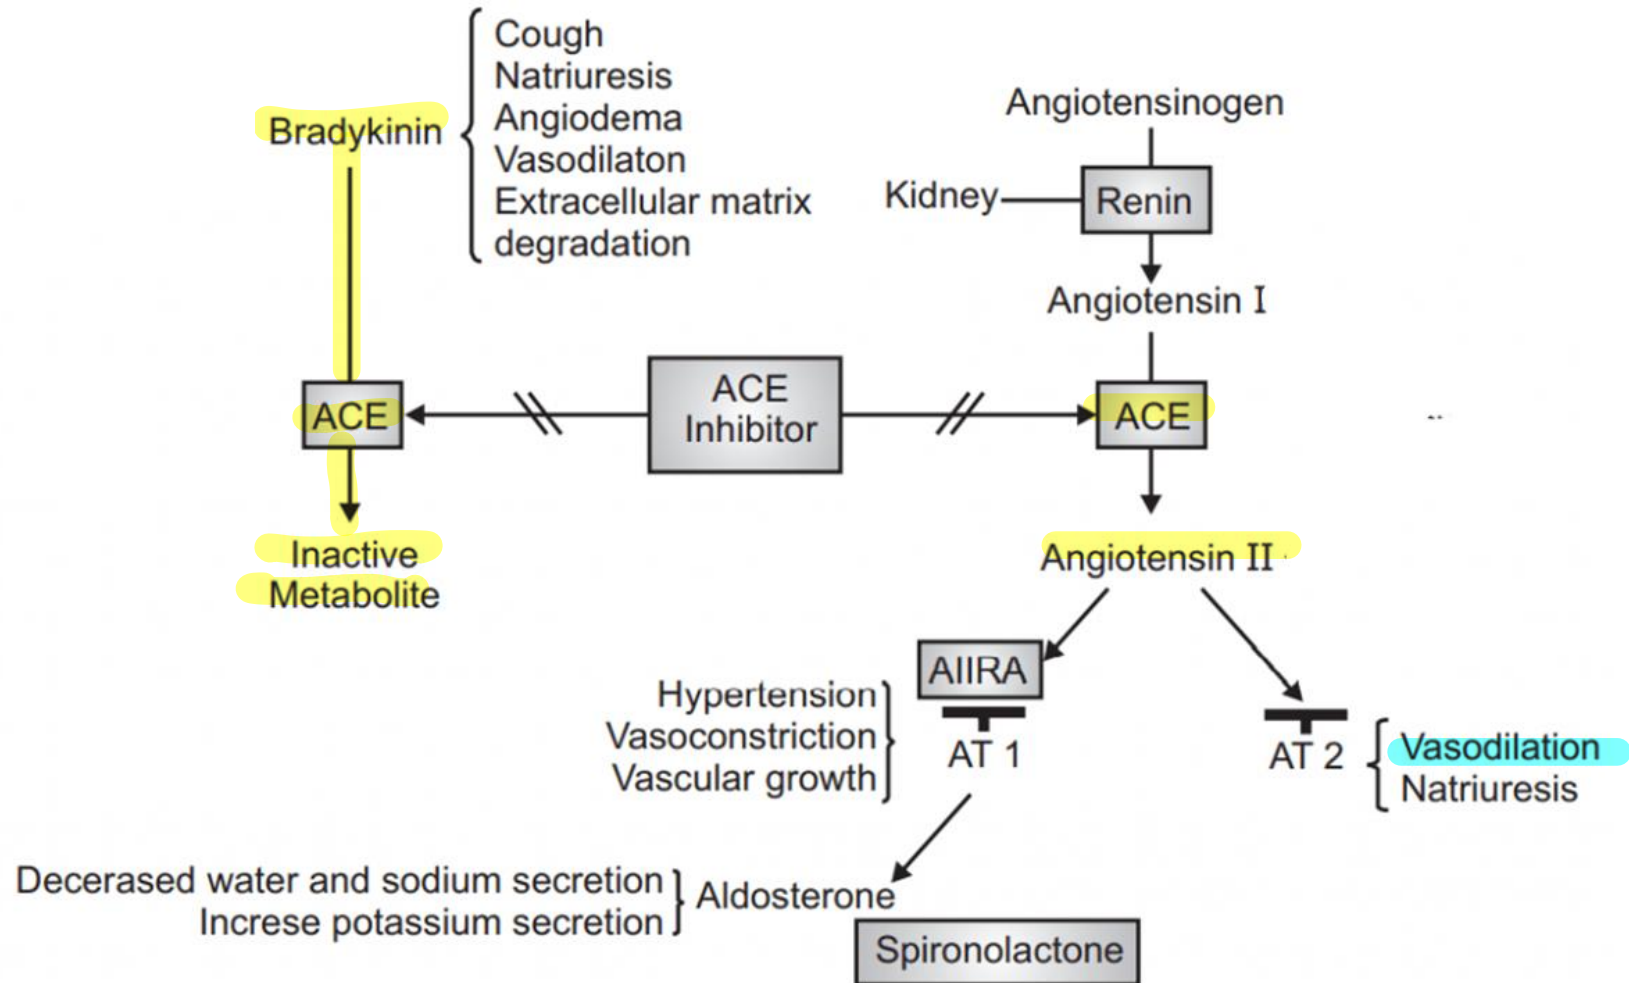 Cough
Natriuresis
Angiodema
Vasodilaton
Extracellular matrix
degradation
Bradykinin
Angiotensinogen
Kidney
Renin
Angiotensin I
ACE
ACE
Inhibitor
ACE
Inactive
Metabolite
Angiotensin II
AIIRA
Hypertension
Vasoconstriction
Vascular growth
AT 1
AT 2
Vasodilation
Natriuresis
Decerased water and sodium secretion
Increse potassium secretion
Aldosterone
Spironolactone